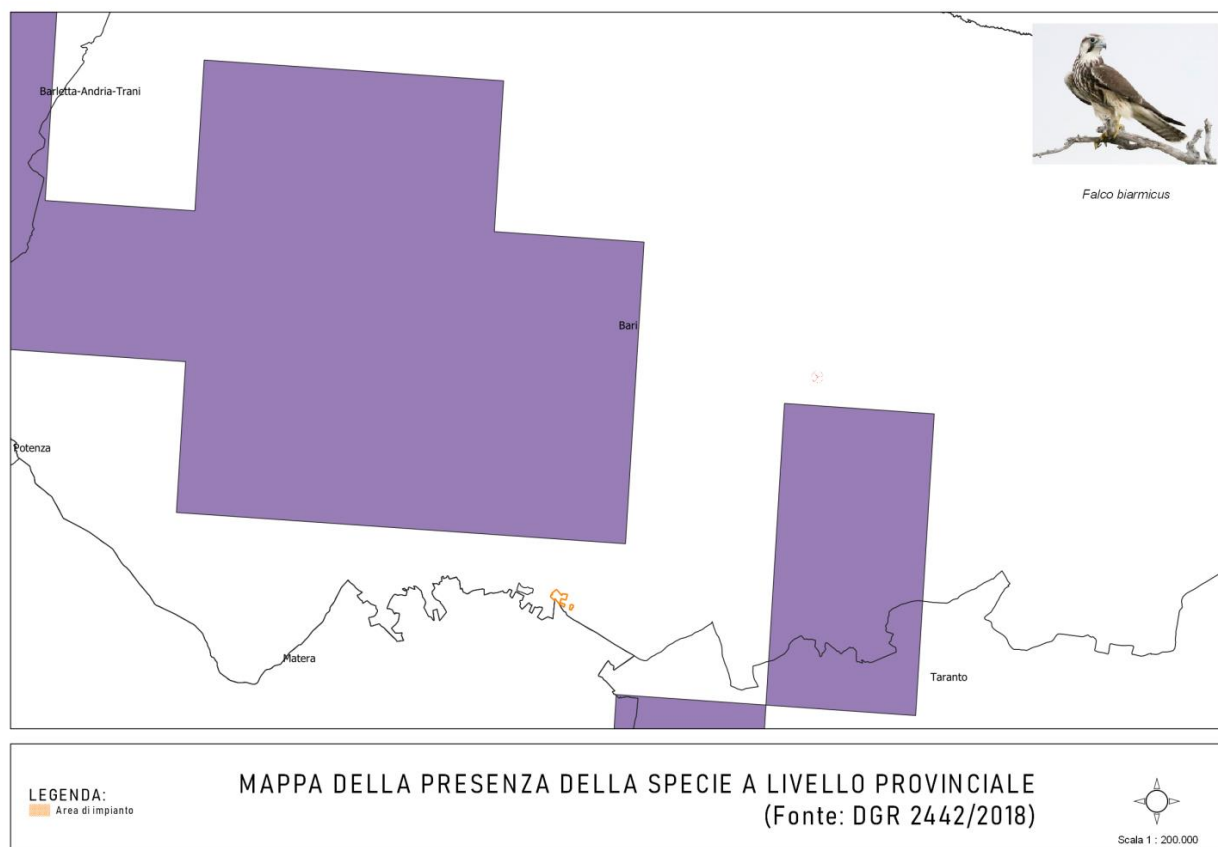 Barletta-Andria-Trani
Falco biarmicus
Bari
Potenza
Matera
Taranto
LEGENDA:
Area di impianto
MAPPA DELLA PRESENZA DELLA SPECIE A LIVELLO PROVINCIALE
(Fonte: DGR 2442/2018)
Scala 1 : 200.000